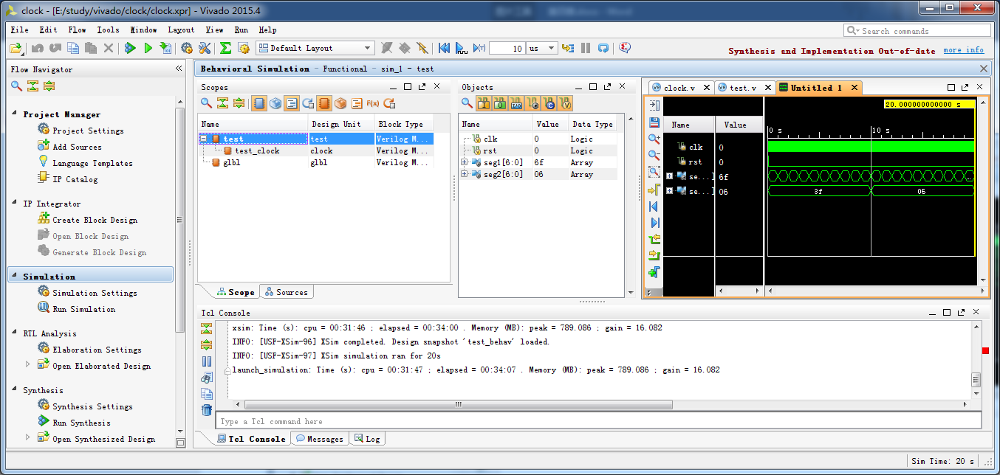 clock - [E:/study/vivado/clock/clock.xpr] - Vivado 2015.4
File Edit Flow Tools Window Layout View Run Help
Search commands
Default Layout
10 us
Synthesis and Implementation Out-of-date more info
Flow Navigator
Project Manager
Project Settings
Add Sources
Language Templates
IP Catalog
IP Integrator
Create Block Design
Open Block Design
Generate Block Design
Simulation
Simulation Settings
Run Simulation
RTL Analysis
Elaboration Settings
Open Elaborated Design
Synthesis
Synthesis Settings
Run Synthesis
Open Synthesized Design
Behavioral Simulation - Functional - sim_1 - test
Scopes
F(x)
Name Design Unit Block Type
test test Verilog M...
test_clock clock Verilog M...
glbl glbl Verilog M...
Scope Sources
Objects
Name Value Data Type
clk 0 Logic
rst 0 Logic
seg1[6:0] 6f Array
seg2[6:0] 06 Array
clock.v test.v Untitled 1
20.000000000000 s
Name Value
0 s 10 s
clk 0
rst 0
se...] 6f
se...] 06 3f 06
Tcl Console
xsim: Time (s): cpu = 00:31:46 ; elapsed = 00:34:00 . Memory (MB): peak = 789.086 ; gain = 16.082
INFO: [USF-XSim-96] XSim completed. Design snapshot 'test_behav' loaded.
INFO: [USF-XSim-97] XSim simulation ran for 20s
launch_simulation: Time (s): cpu = 00:31:47 ; elapsed = 00:34:07 . Memory (MB): peak = 789.086 ; gain = 16.082
Type a Tcl command here
Tcl Console Messages Log
Sim Time: 20 s